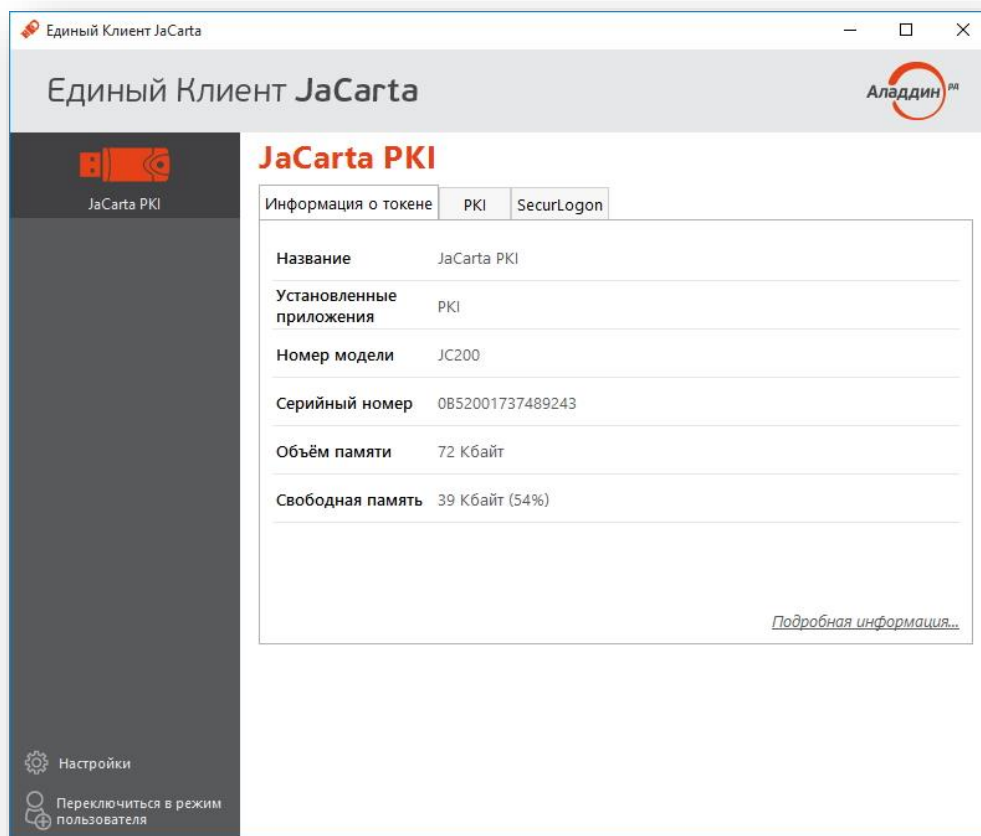 Единый Клиент JaCarta
Единый Клиент JaCarta
Аладдин РД
JaCarta PKI
JaCarta PKI
Информация о токене PKI SecurLogon
Название JaCarta PKI
Установленные
приложения PKI
Номер модели JC200
Серийный номер 0B52001737489243
Объём памяти 72 Кбайт
Свободная память 39 Кбайт (54%)
Подробная информация...
Настройки
Переключиться в режим
пользователя